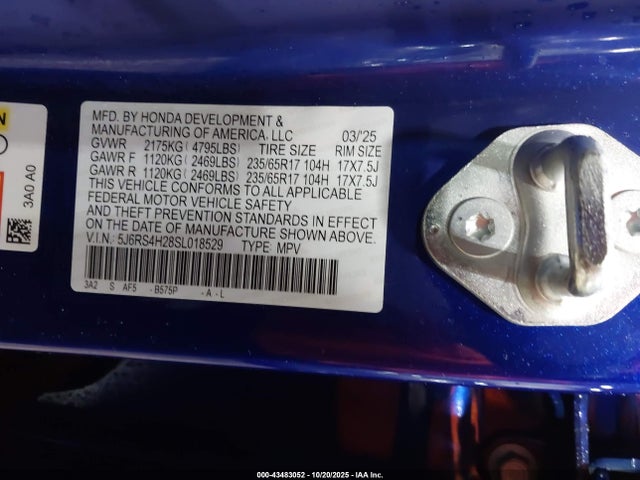 MFD. BY HONDA DEVELOPMENT &
MANUFACTURING OF AMERICA, LLC 03/'25
GVWR 2175KG( 4795LBS) TIRE SIZE RIM SIZE
GAWR F 1120KG( 2469LBS) 235/65R17 104H 17X7.5J
GAWR R 1120KG( 2469LBS) 235/65R17 104H 17X7.5J
THIS VEHICLE CONFORMS TO ALL APPLICABLE
FEDERAL MOTOR VEHICLE SAFETY
AND THEFT PREVENTION STANDARDS IN EFFECT
ON THE DATE OF MANUFACTURE SHOWN ABOVE.
V.I.N. 5J6RS4H28SL018529 TYPE MPV
3A2 S AF5 - B575P - A - L
3A0 A0
000-43483052 - 10/20/2025 - IAA Inc.